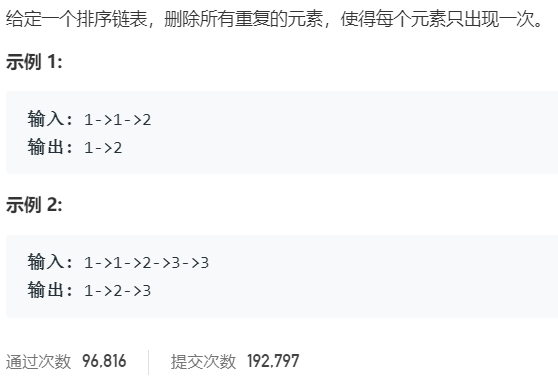 给定一个排序链表，删除所有重复的元素，使得每个元素只出现一次。
示例 1:
输入: 1->1->2
输出: 1->2
示例 2:
输入: 1->1->2->3->3
输出: 1->2->3
通过次数 96,816 提交次数 192,797